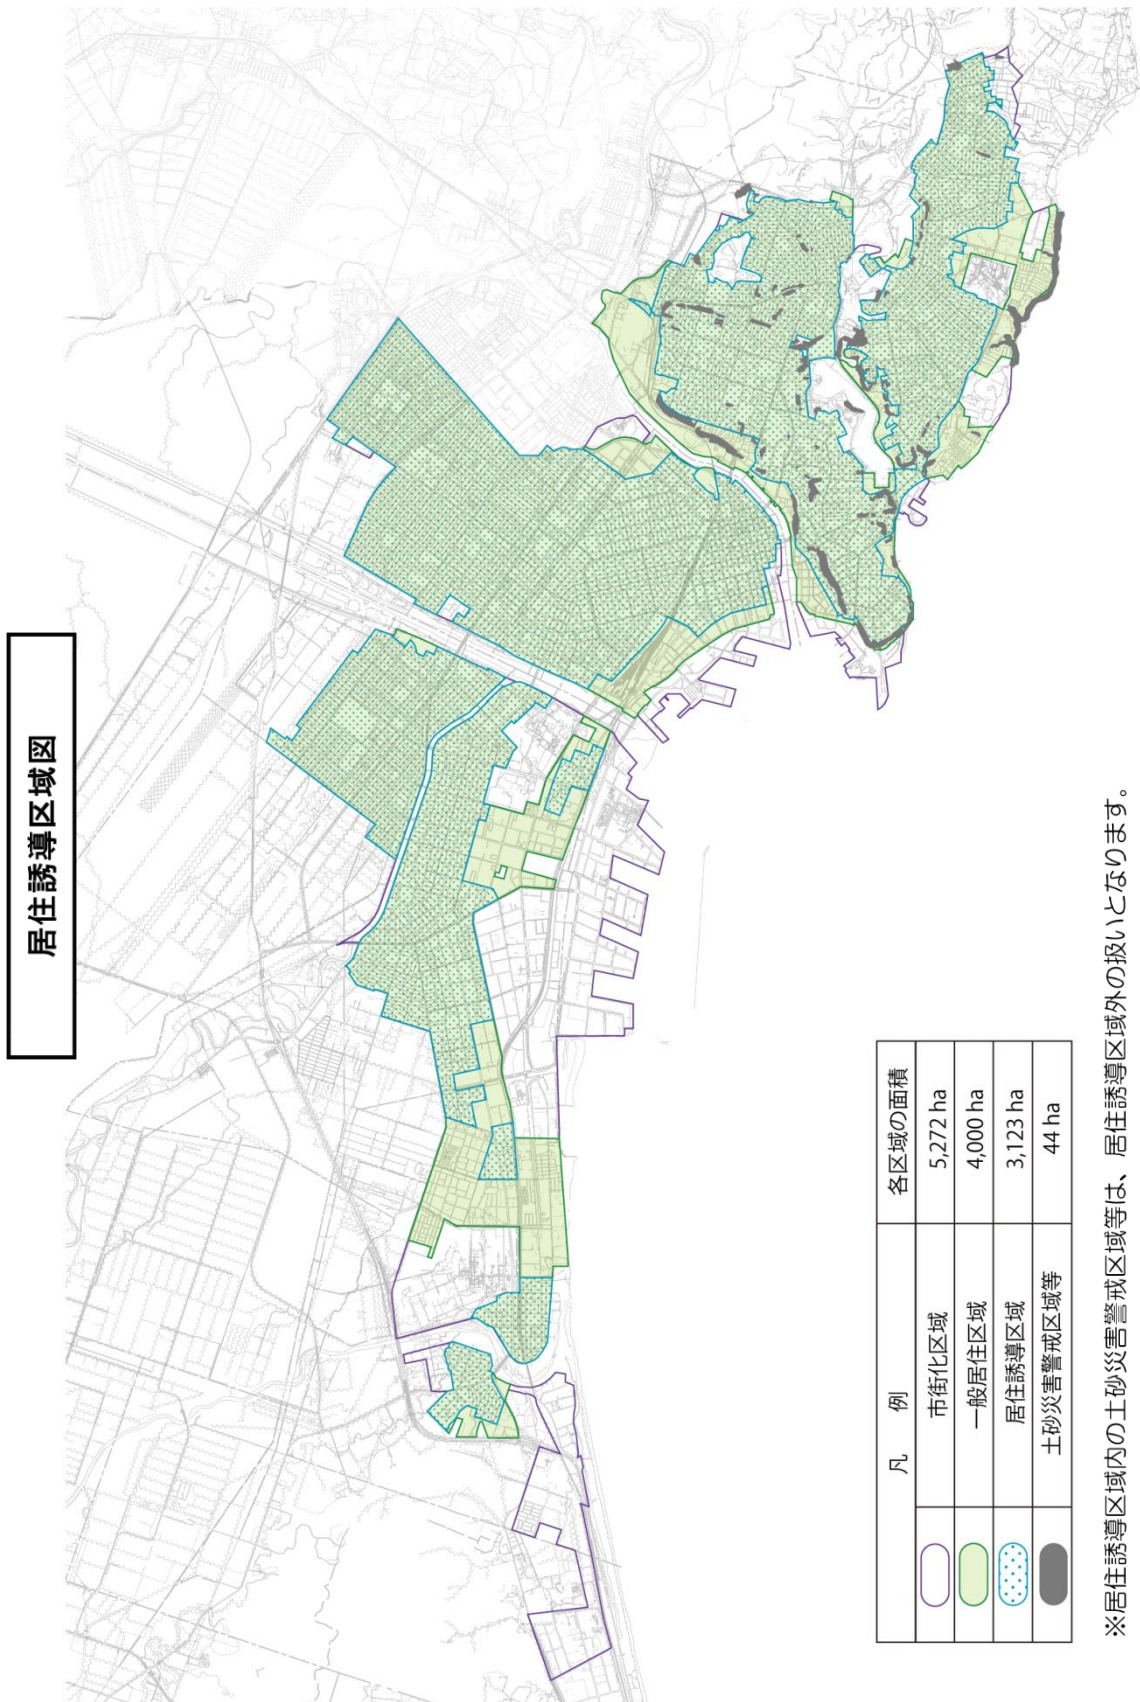 居住誘導区域図
凡 例 各区域の面積
市街化区域 5,272 ha
一般居住区域 4,000 ha
居住誘導区域 3,123 ha
土砂災害警戒区域等 44 ha
※居住誘導区域内の土砂災害警戒区域等は、居住誘導区域外の扱いとなります。